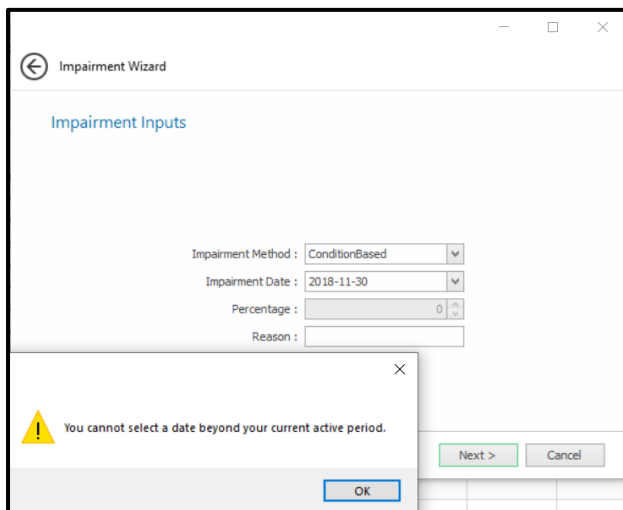 Impairment Wizard
Impairment Inputs
Impairment Method : ConditionBased
Impairment Date : 2018-11-30
Percentage : 0
Reason :
You cannot select a date beyond your current active period.
Next > Cancel
OK